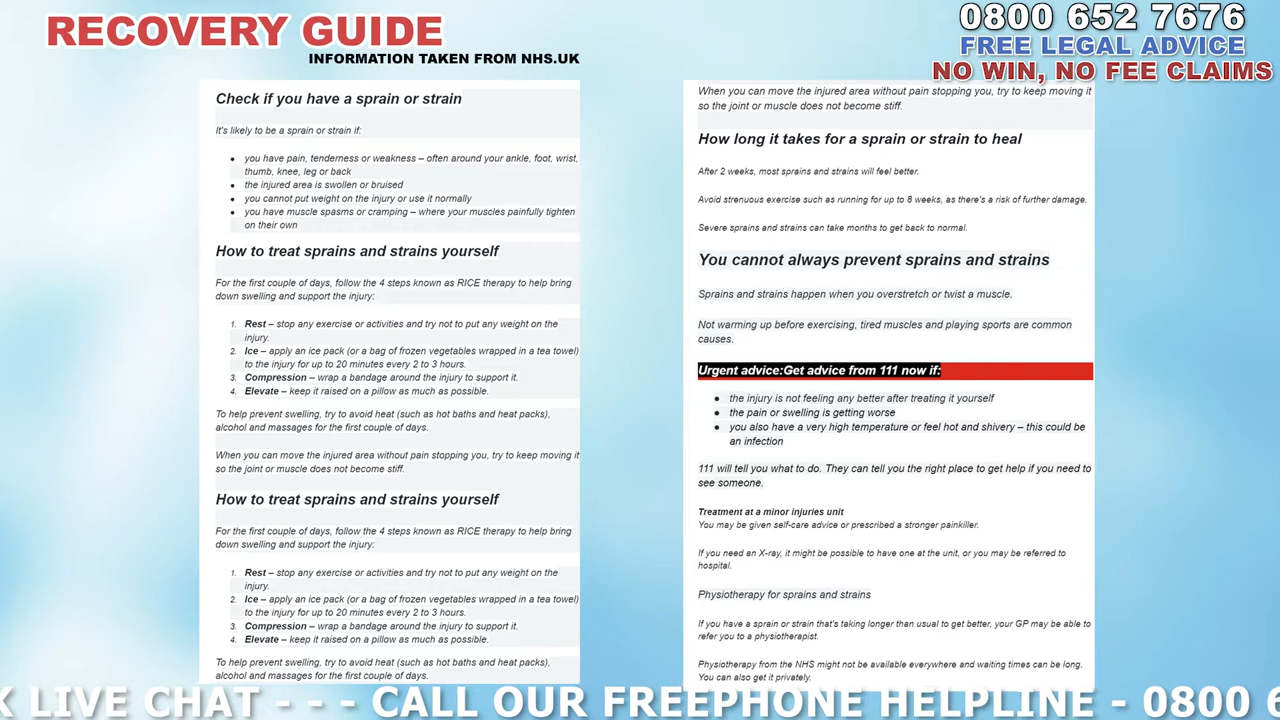 RECOVERY GUIDE
INFORMATION TAKEN FROM NHS.UK
0800 652 7676
FREE LEGAL ADVICE
NO WIN, NO FEE CLAIMS
Check if you have a sprain or strain
It's likely to be a sprain or strain if:
● you have pain, tenderness or weakness – often around your ankle, foot, wrist,
thumb, knee, leg or back
● the injured area is swollen or bruised
● you cannot put weight on the injury or use it normally
● you have muscle spasms or cramping – where your muscles painfully tighten
on their own
How to treat sprains and strains yourself
For the first couple of days, follow the 4 steps known as RICE therapy to help bring
down swelling and support the injury:
1. Rest – stop any exercise or activities and try not to put any weight on the
injury.
2. Ice – apply an ice pack (or a bag of frozen vegetables wrapped in a tea towel)
to the injury for up to 20 minutes every 2 to 3 hours.
3. Compression – wrap a bandage around the injury to support it.
4. Elevate – keep it raised on a pillow as much as possible.
To help prevent swelling, try to avoid heat (such as hot baths and heat packs),
alcohol and massages for the first couple of days.
When you can move the injured area without pain stopping you, try to keep moving it
so the joint or muscle does not become stiff.
How to treat sprains and strains yourself
For the first couple of days, follow the 4 steps known as RICE therapy to help bring
down swelling and support the injury:
1. Rest – stop any exercise or activities and try not to put any weight on the
injury.
2. Ice – apply an ice pack (or a bag of frozen vegetables wrapped in a tea towel)
to the injury for up to 20 minutes every 2 to 3 hours.
3. Compression – wrap a bandage around the injury to support it.
4. Elevate – keep it raised on a pillow as much as possible.
To help prevent swelling, try to avoid heat (such as hot baths and heat packs),
alcohol and massages for the first couple of days.
When you can move the injured area without pain stopping you, try to keep moving it
so the joint or muscle does not become stiff.
How long it takes for a sprain or strain to heal
After 2 weeks, most sprains and strains will feel better.
Avoid strenuous exercise such as running for up to 8 weeks, as there's a risk of further damage.
Severe sprains and strains can take months to get back to normal.
You cannot always prevent sprains and strains
Sprains and strains happen when you overstretch or twist a muscle.
Not warming up before exercising, tired muscles and playing sports are common
causes.
Urgent advice:Get advice from 111 now if:
● the injury is not feeling any better after treating it yourself
● the pain or swelling is getting worse
● you also have a very high temperature or feel hot and shivery – this could be
an infection
111 will tell you what to do. They can tell you the right place to get help if you need to
see someone.
Treatment at a minor injuries unit
You may be given self-care advice or prescribed a stronger painkiller.
If you need an X-ray, it might be possible to have one at the unit, or you may be referred to
hospital.
Physiotherapy for sprains and strains
If you have a sprain or strain that's taking longer than usual to get better, your GP may be able to
refer you to a physiotherapist.
Physiotherapy from the NHS might not be available everywhere and waiting times can be long.
You can also get it privately.
K LIVE CHAT - - - CALL OUR FREEPHONE HELPLINE - 0800 6